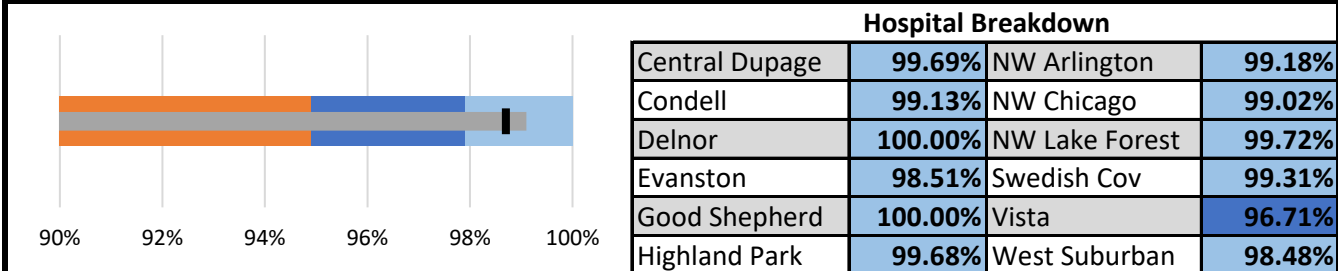 Hospital Breakdown
Central Dupage 99.69% NW Arlington 99.18%
Condell 99.13% NW Chicago 99.02%
Delnor 100.00% NW Lake Forest 99.72%
Evanston 98.51% Swedish Cov 99.31%
Good Shepherd 100.00% Vista 96.71%
Highland Park 99.68% West Suburban 98.48%
90% 92% 94% 96% 98% 100%